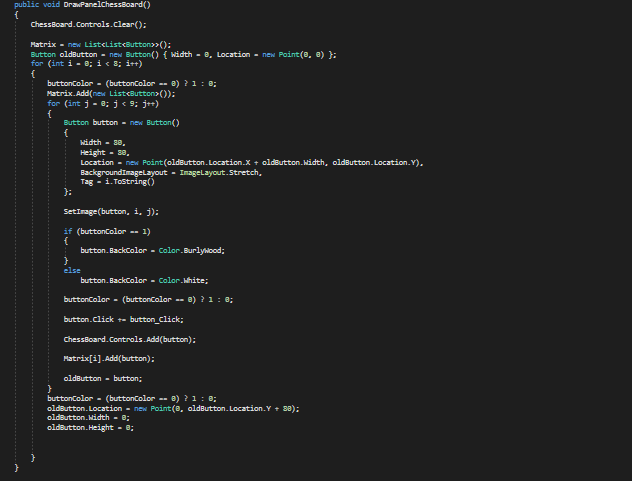 public void DrawPanelChessBoard()
{
ChessBoard.Controls.Clear();
Matrix = new List<List<Button>>();
Button oldButton = new Button() { Width = 0, Location = new Point(0, 0) };
for (int i = 0; i < 8; i++)
{
buttonColor = (buttonColor == 0) ? 1 : 0;
Matrix.Add(new List<Button>());
for (int j = 0; j < 9; j++)
{
Button button = new Button()
{
Width = 80,
Height = 80,
Location = new Point(oldButton.Location.X + oldButton.Width, oldButton.Location.Y),
BackgroundImageLayout = ImageLayout.Stretch,
Tag = i.ToString()
};
SetImage(button, i, j);
if (buttonColor == 1)
{
button.BackColor = Color.BurlyWood;
}
else
button.BackColor = Color.White;
buttonColor = (buttonColor == 0) ? 1 : 0;
button.Click += button_Click;
ChessBoard.Controls.Add(button);
Matrix[i].Add(button);
oldButton = button;
}
buttonColor = (buttonColor == 0) ? 1 : 0;
oldButton.Location = new Point(0, oldButton.Location.Y + 80);
oldButton.Width = 0;
oldButton.Height = 0;
}
}